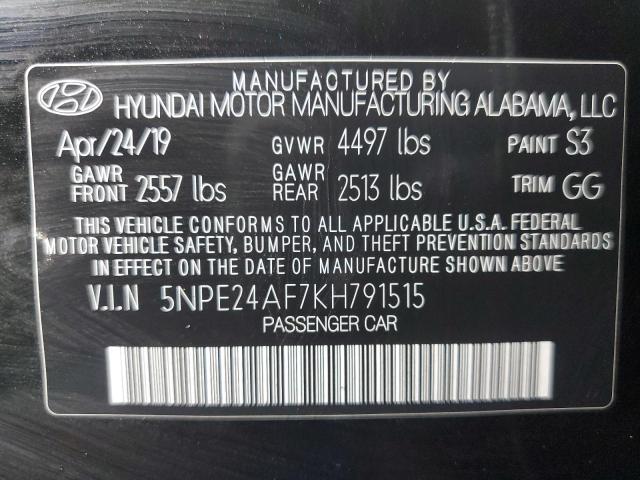 MANUFACTURED BY
HYUNDAI MOTOR MANUFACTURING ALABAMA, LLC
Apr/24/19 GVWR 4497 lbs PAINT S3
GAWR FRONT 2557 lbs GAWR REAR 2513 lbs TRIM GG
THIS VEHICLE CONFORMS TO ALL APPLICABLE U.S.A. FEDERAL
MOTOR VEHICLE SAFETY, BUMPER, AND THEFT PREVENTION STANDARDS
IN EFFECT ON THE DATE OF MANUFACTURE SHOWN ABOVE
V.I.N 5NPE24AF7KH791515
PASSENGER CAR